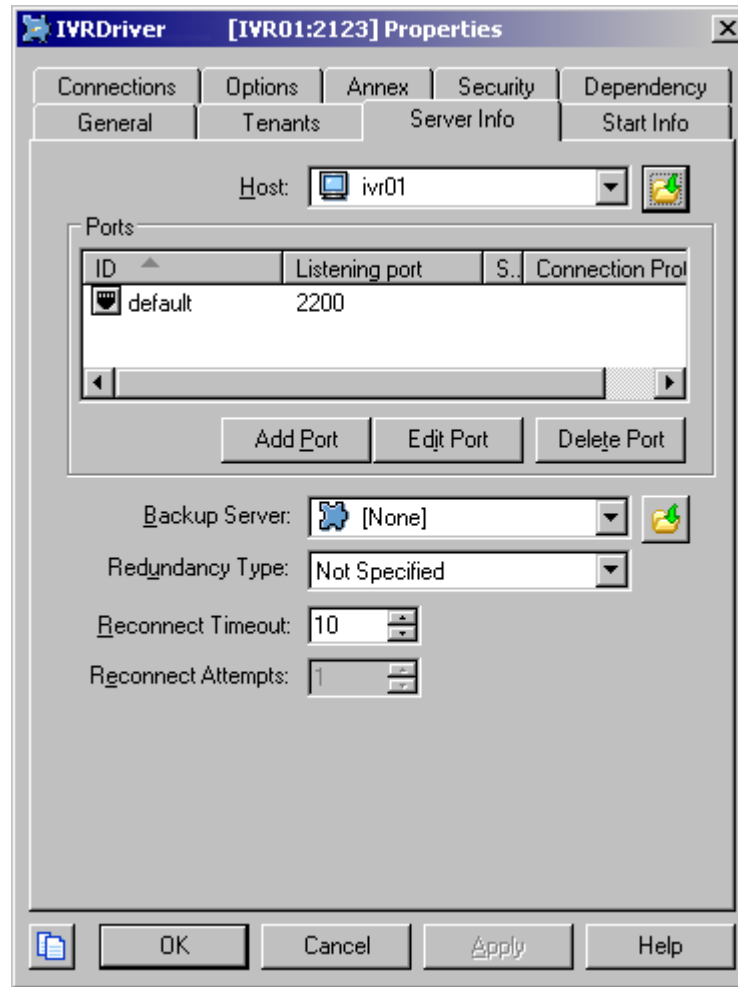 IVRDriver [IVR01:2123] Properties
Connections Options Annex Security Dependency
General Tenants Server Info Start Info
Host: ivr01
Ports
ID Listening port S.. Connection Prot
default 2200
Add Port Edit Port Delete Port
Backup Server: [None]
Redundancy Type: Not Specified
Reconnect Timeout: 10
Reconnect Attempts: 1
OK Cancel Apply Help